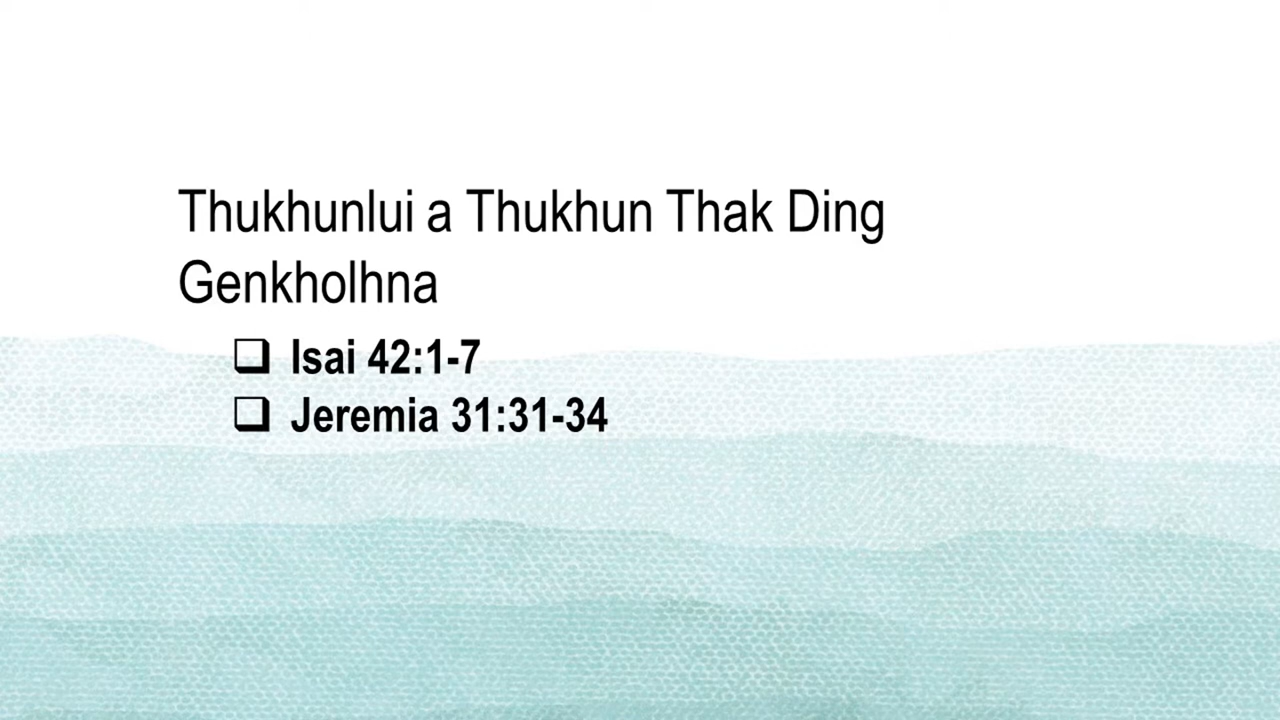 Thukhunlui a Thukhun Thak Ding
Genkholhna
❑ Isai 42:1-7
❑ Jeremia 31:31-34